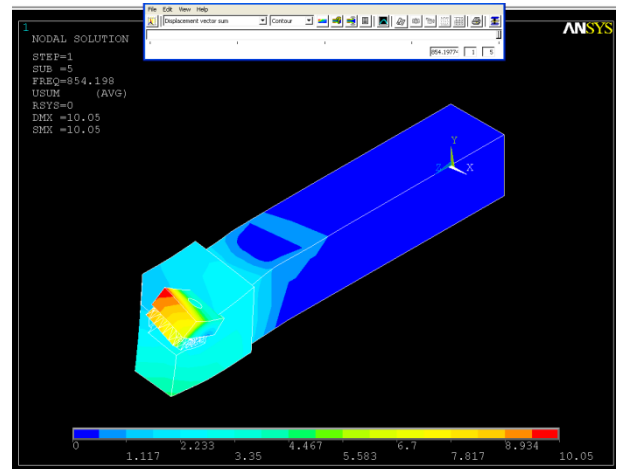 File Edit View Help
Displacement vector sum Contour
854.1977 1 5
1
ANSYS
NODAL SOLUTION
STEP=1
SUB =5
FREQ=854.198
USUM (AVG)
RSYS=0
DMX =10.05
SMX =10.05
Y
Z X
0 2.233 4.467 6.7 8.934
1.117 3.35 5.583 7.817 10.05